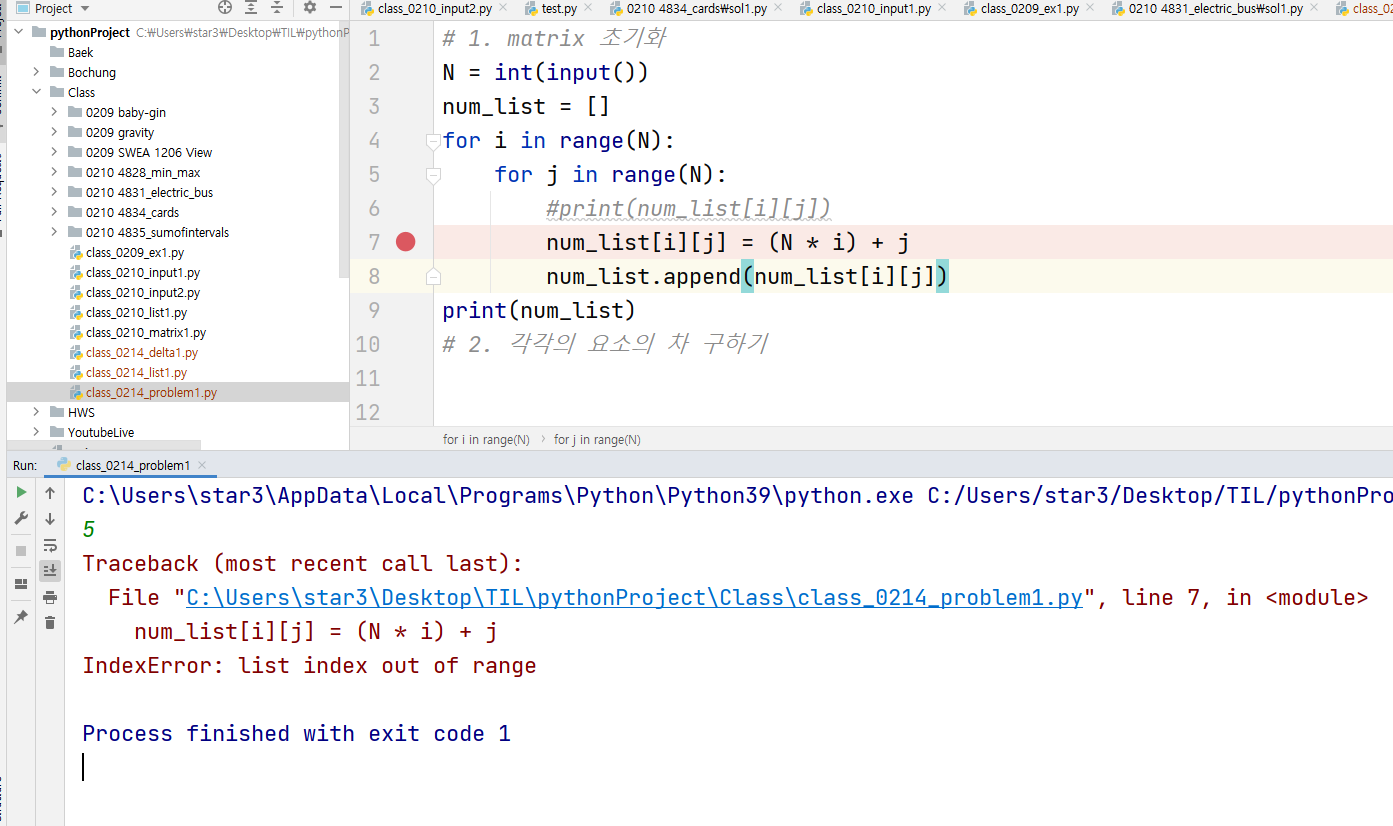 Project
class_0210_input2.py
test.py
0210 4834_cards₩sol1.py
class_0210_input1.py
class_0209_ex1.py
0210 4831_electric_bus₩sol1.py
pythonProject C:₩Users₩star3₩Desktop₩TIL₩pythonP
Baek
Bochung
Class
0209 baby-gin
0209 gravity
0209 SWEA 1206 View
0210 4828_min_max
0210 4831_electric_bus
0210 4834_cards
0210 4835_sumofintervals
class_0209_ex1.py
class_0210_input1.py
class_0210_input2.py
class_0210_list1.py
class_0210_matrix1.py
class_0214_delta1.py
class_0214_list1.py
class_0214_problem1.py
HWS
YoutubeLive
1 # 1. matrix 초기화
2 N = int(input())
3 num_list = []
4 for i in range(N):
5 for j in range(N):
6 #print(num_list[i][j])
7 num_list[i][j] = (N * i) + j
8 num_list.append(num_list[i][j])
9 print(num_list)
10 # 2. 각각의 요소의 차 구하기
11
12
for i in range(N) › for j in range(N)
Run: class_0214_problem1
C:\Users\star3\AppData\Local\Programs\Python\Python39\python.exe C:/Users/star3/Desktop/TIL/pythonPro
5
Traceback (most recent call last):
File "C:\Users\star3\Desktop\TIL\pythonProject\Class\class_0214_problem1.py", line 7, in <module>
num_list[i][j] = (N * i) + j
IndexError: list index out of range
Process finished with exit code 1